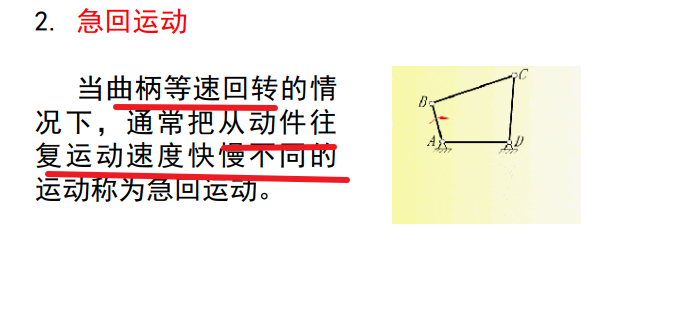 2. 急回运动
当曲柄等速回转的情
况下，通常把从动件往
复运动速度快慢不同的
运动称为急回运动。
C
B
A
D